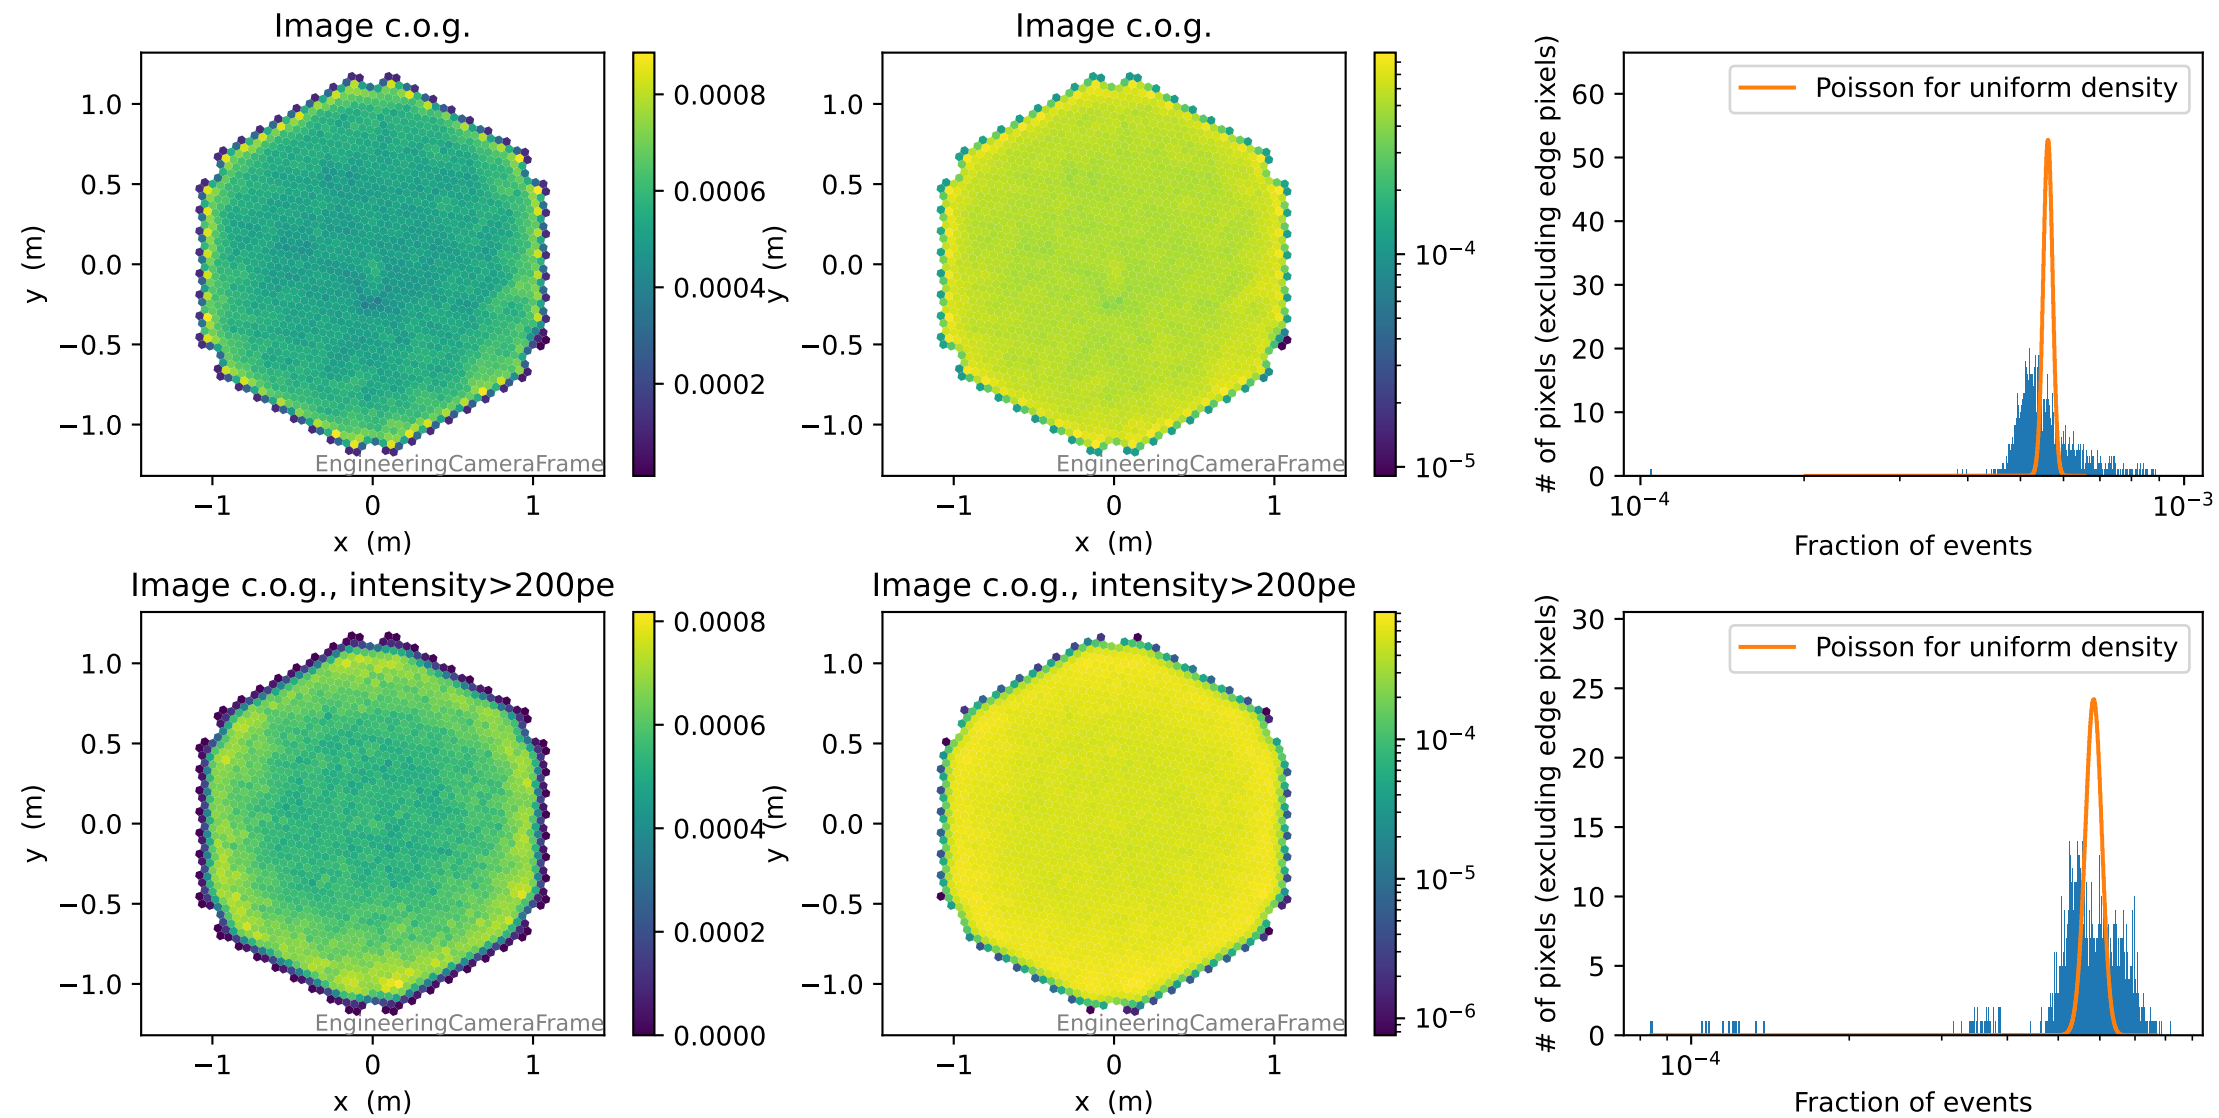 Image c.o.g.
1.0
0.5
0.0
−0.5
−1.0
y (m)
−1
0
1
x (m)
EngineeringCameraFrame
0.0008
0.0006
0.0004
0.0002
Image c.o.g.
1.0
0.5
0.0
−0.5
−1.0
y (m)
−1
0
1
x (m)
EngineeringCameraFrame
10⁻⁴
10⁻⁵
# of pixels (excluding edge pixels)
60
50
40
30
20
10
0
Poisson for uniform density
10⁻⁴
10⁻³
Fraction of events
Image c.o.g., intensity>200pe
1.0
0.5
0.0
−0.5
−1.0
y (m)
−1
0
1
x (m)
EngineeringCameraFrame
0.0008
0.0006
0.0004
0.0002
0.0000
Image c.o.g., intensity>200pe
1.0
0.5
0.0
−0.5
−1.0
y (m)
−1
0
1
x (m)
EngineeringCameraFrame
10⁻⁴
10⁻⁵
10⁻⁶
# of pixels (excluding edge pixels)
30
25
20
15
10
5
0
Poisson for uniform density
10⁻⁴
Fraction of events